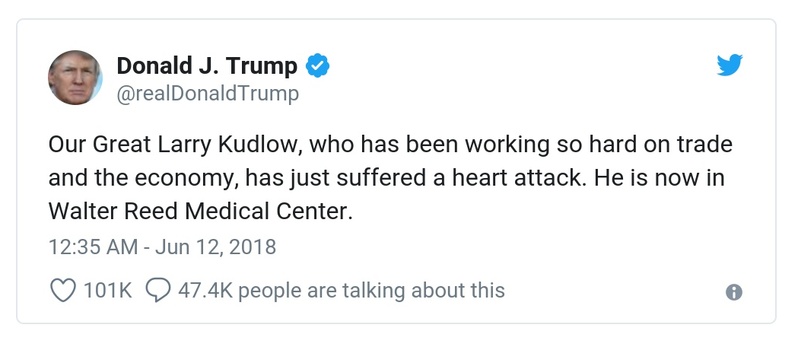 Donald J. Trump
@realDonaldTrump
Our Great Larry Kudlow, who has been working so hard on trade
and the economy, has just suffered a heart attack. He is now in
Walter Reed Medical Center.
12:35 AM - Jun 12, 2018
101K 47.4K people are talking about this